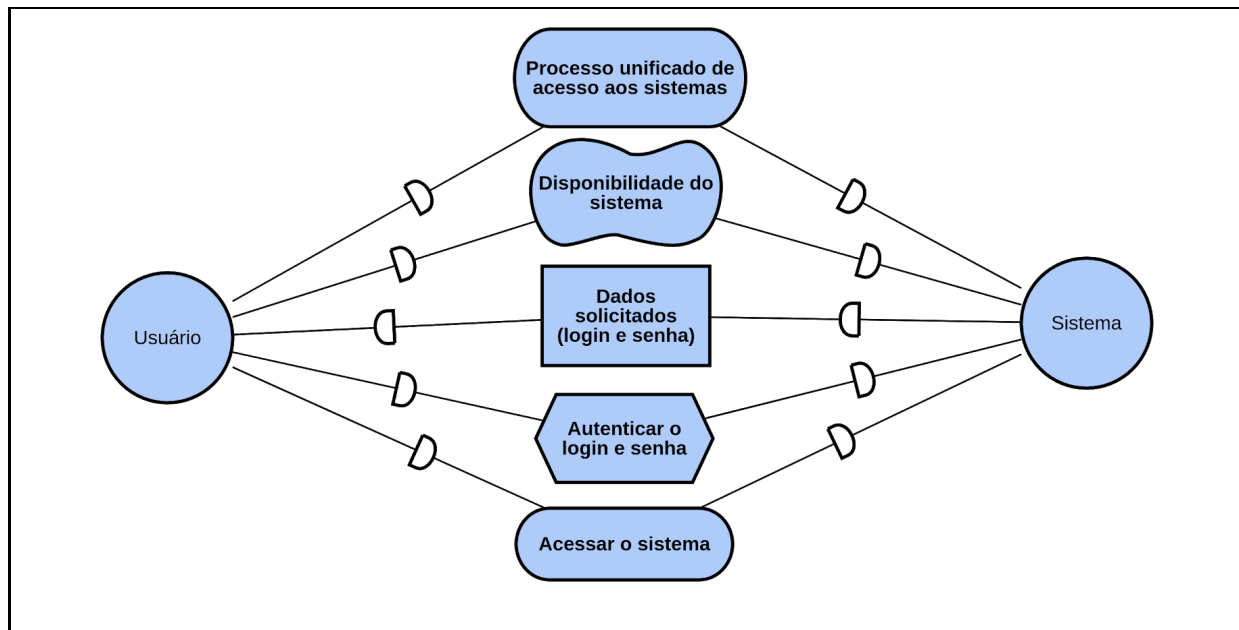 Processo unificado de
acesso aos sistemas
Disponibilidade do
sistema
Dados
solicitados
(login e senha)
Usuário
Sistema
Autenticar o
login e senha
Acessar o sistema